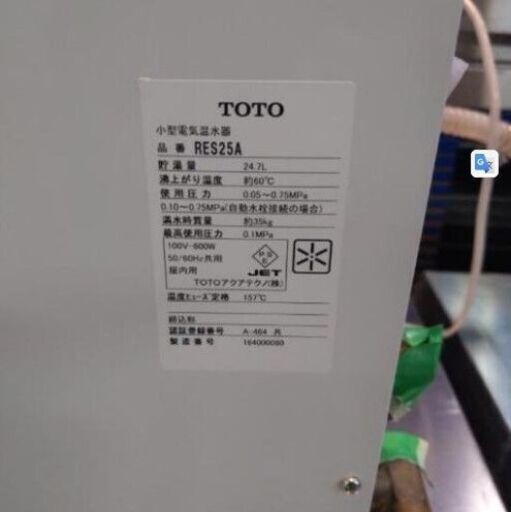 TOTO
小型電気温水器
品番 RES25A
貯湯量 24.7L
沸上がり温度 約60℃
使用圧力 0.05~0.75MPa
0.10~0.75MPa(自動水栓接続の場合)
満水時質量 約35kg
最高使用圧力 0.1MPa
100V-600W
50/60Hz共用
屋内用
JET
TOTOアクアテクノ(株)
温度ヒューズ定格 157℃
認証登録番号 A-464 共
製造番号 164000080